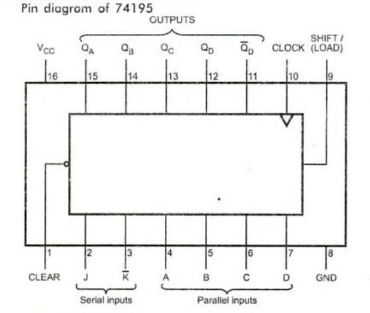 Pin diagram of 74195
OUTPUTS
VCC QA QB QC QD Q̅D CLOCK SHIFT / (LOAD)
16 15 14 13 12 11 10 9
1 2 3 4 5 6 7 8
CLEAR J K̅ A B C D GND
Serial inputs Parallel inputs